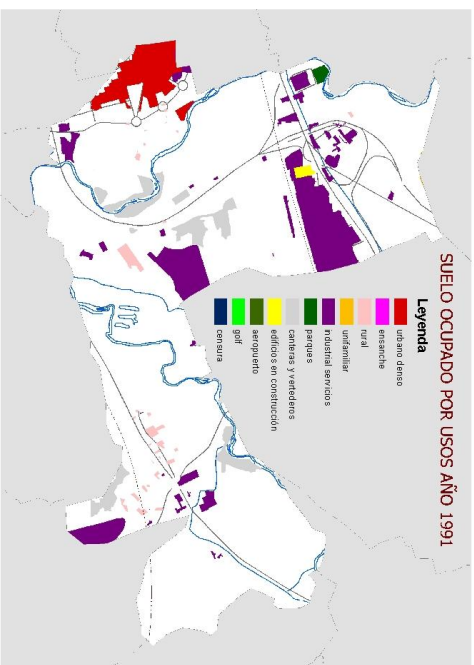 SUELO OCUPADO POR USOS AÑO 1991
Leyenda
urbano denso
ensanche
rural
unifamiliar
industrial servicios
parques
canteras y vertederos
edificios en construcción
aeropuerto
golf
censura